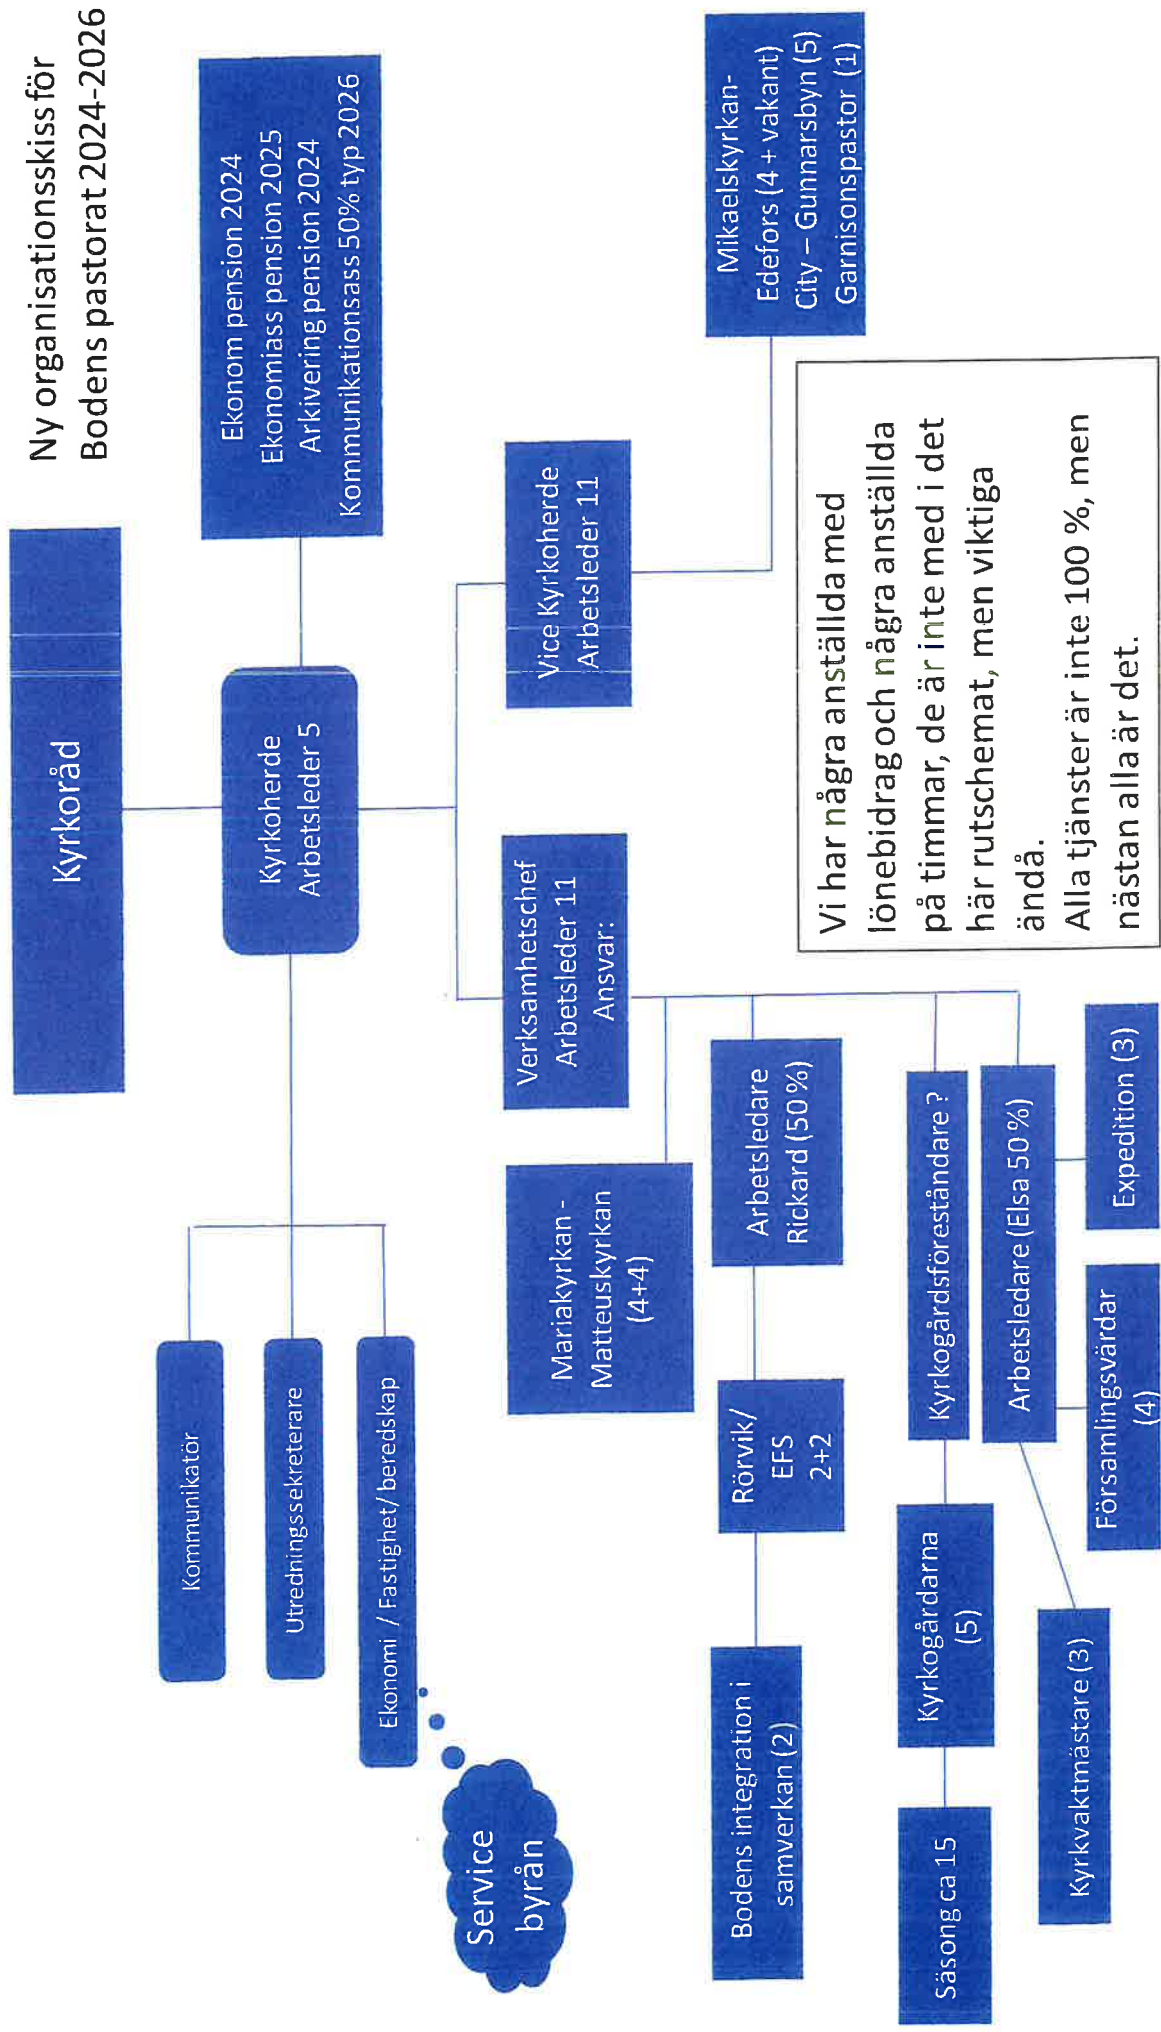 Ny organisationsskiss för
Bodens pastorat 2024-2026
Kyrkoråd
Kyrkoherde
Arbetsleder 5
Ekonom pension 2024
Ekonomiass pension 2025
Arkivering pension 2024
Kommunikationsass 50% typ 2026
Kommunikatör
Utredningssekreterare
Ekonomi / Fastighet/ beredskap
Service
byrån
Verksamhetschef
Arbetsleder 11
Ansvar:
Vice Kyrkoherde
Arbetsleder 11
Mariakyrkan -
Matteuskyrkan
(4+4)
Mikaelskyrkan-
Edefors (4 + vakant)
City – Gunnarsbyn (5)
Garnisonspastor (1)
Bodens integration i
samverkan (2)
Rörvik/
EFS
2+2
Arbetsledare
Rickard (50 %)
Säsong ca 15
Kyrkogårdarna
(5)
Kyrkogårdsföreståndare ?
Arbetsledare (Elsa 50 %)
Kyrkvaktmästare (3)
Församlingsvärdar
(4)
Expedition (3)
Vi har några anställda med
lönebidrag och några anställda
på timmar, de är inte med i det
här rutschemat, men viktiga
ändå.
Alla tjänster är inte 100 %, men
nästan alla är det.